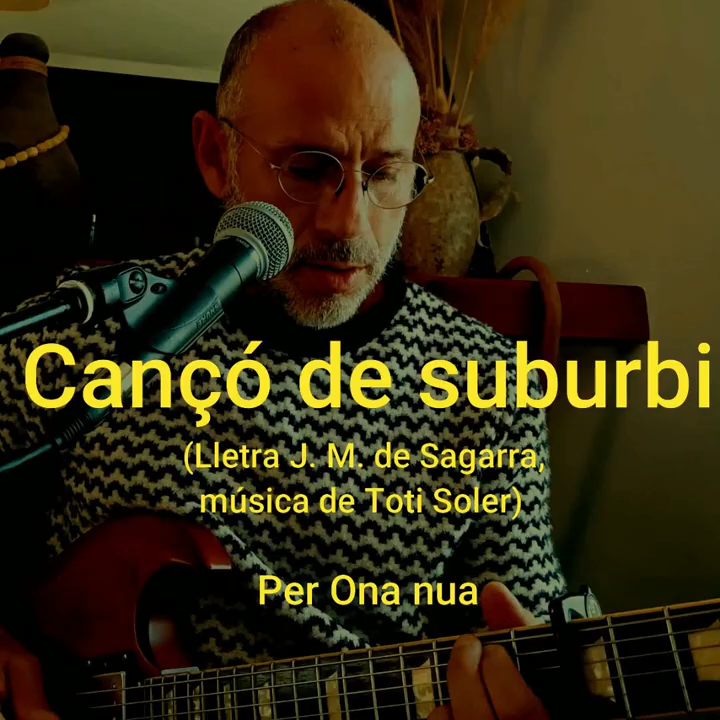 Cançó de suburbi
(Lletra J. M. de Sagarra,
música de Toti Soler)
Per Ona nua